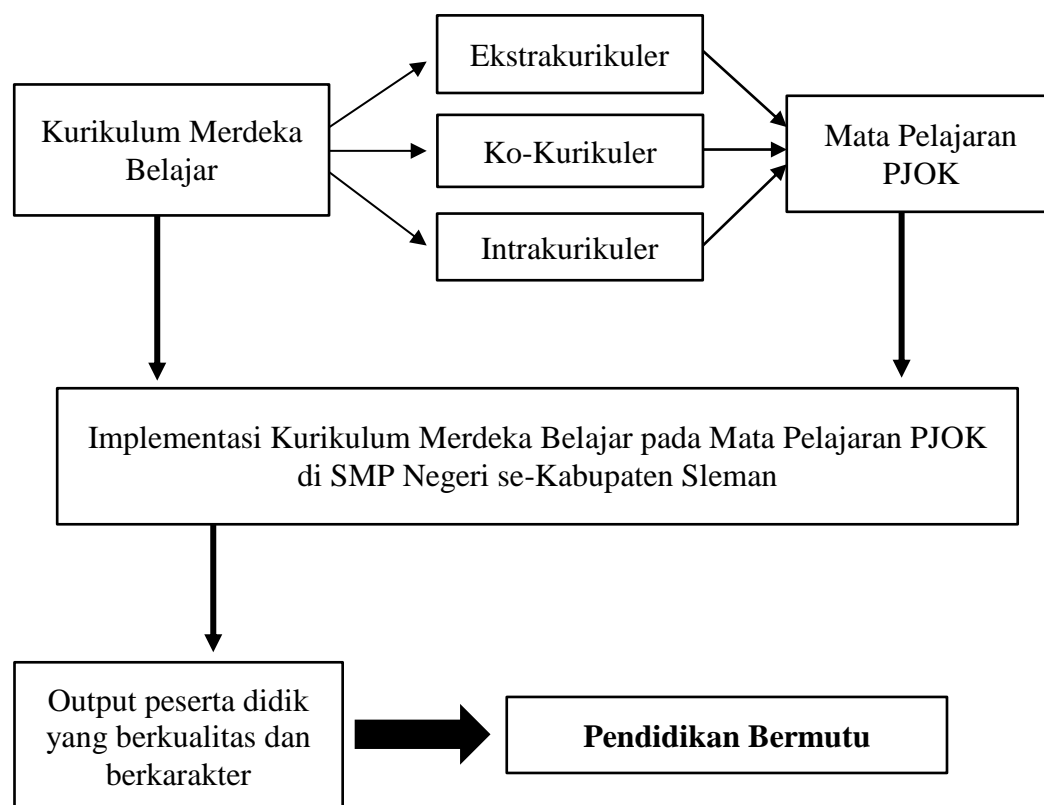 Ekstrakurikuler
Kurikulum Merdeka
Belajar
Ko-Kurikuler
Mata Pelajaran
PJOK
Intrakurikuler
Implementasi Kurikulum Merdeka Belajar pada Mata Pelajaran PJOK
di SMP Negeri se-Kabupaten Sleman
Output peserta didik
yang berkualitas dan
berkarakter
Pendidikan Bermutu